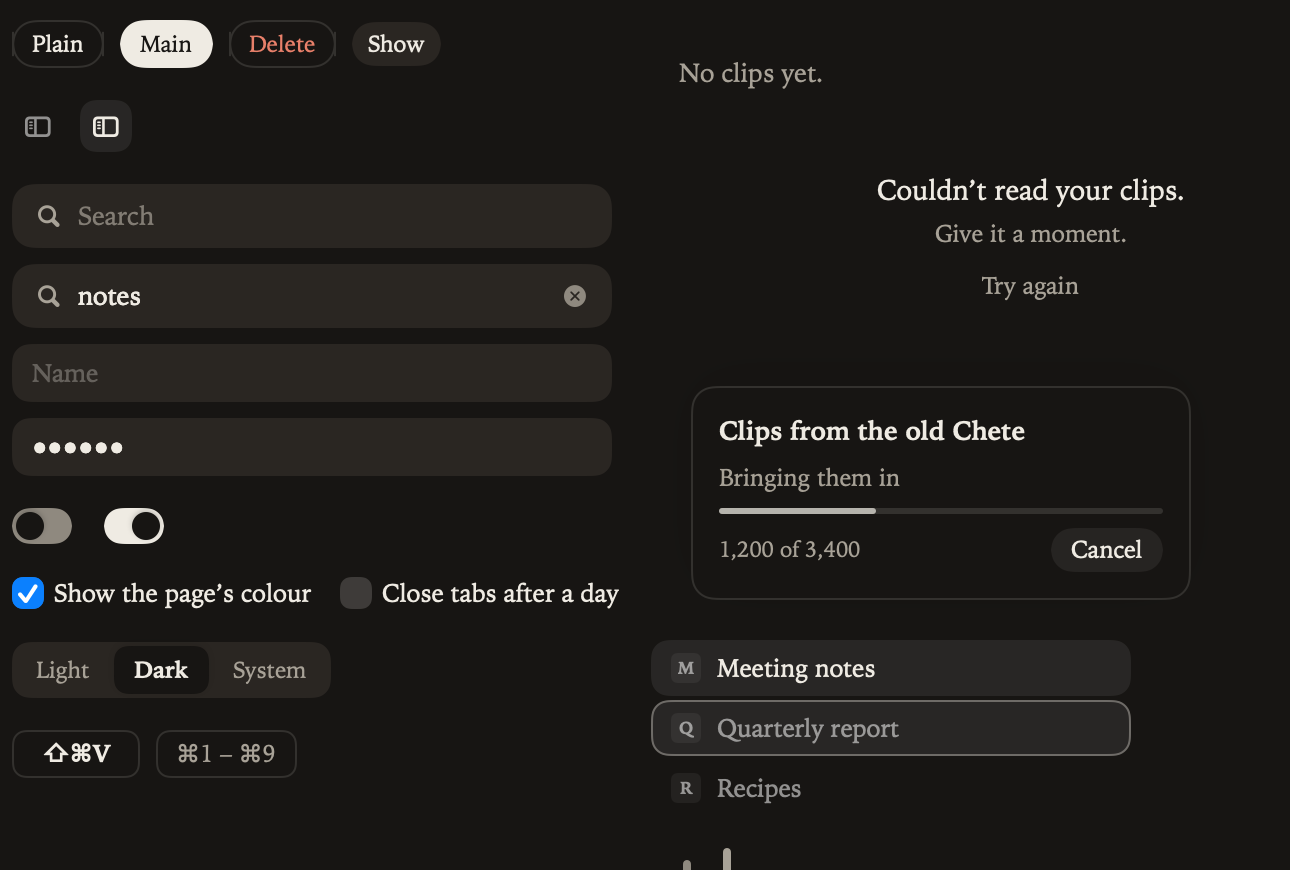 Plain
Main
Delete
Show
Search
notes
Name
Show the page’s colour
Close tabs after a day
Light
Dark
System
⇧⌘V
⌘1 – ⌘9
No clips yet.
Couldn’t read your clips.
Give it a moment.
Try again
Clips from the old Chete
Bringing them in
1,200 of 3,400
Cancel
M Meeting notes
Q Quarterly report
R Recipes